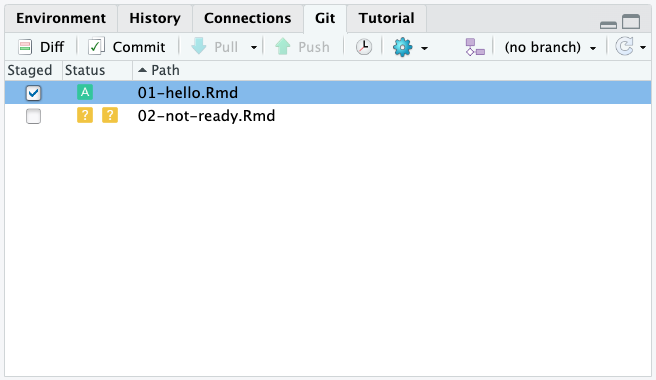 Environment History Connections Git Tutorial
Diff Commit Pull Push (no branch)
Staged Status Path
A 01-hello.Rmd
? ? 02-not-ready.Rmd